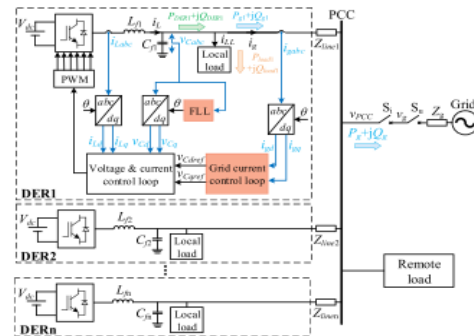 V_dc
L_f1
i_L
P_DER1+jQ_DER1
P_g1+jQ_g1
PCC
i_Labc
C_f1
v_Cabc
i_LL
i_g
Z_line1
Local
load
P_load1
+jQ_load1
i_gabc
PWM
θ
abc
dq
θ
abc
dq
FLL
abc
dq
θ
v_PCC
S_i
v_g
S_u
Z_g
Grid
P_g+jQ_g
i_Ld
i_Lq
v_Cd
v_Cq
i_gd
i_gq
Voltage & current
control loop
v_Cdref
v_Cqref
Grid current
control loop
DER1
V_dc
L_f2
C_f2
Local
load
Z_line2
DER2
Remote
load
V_dc
L_fn
C_fn
Local
load
Z_linen
DERn